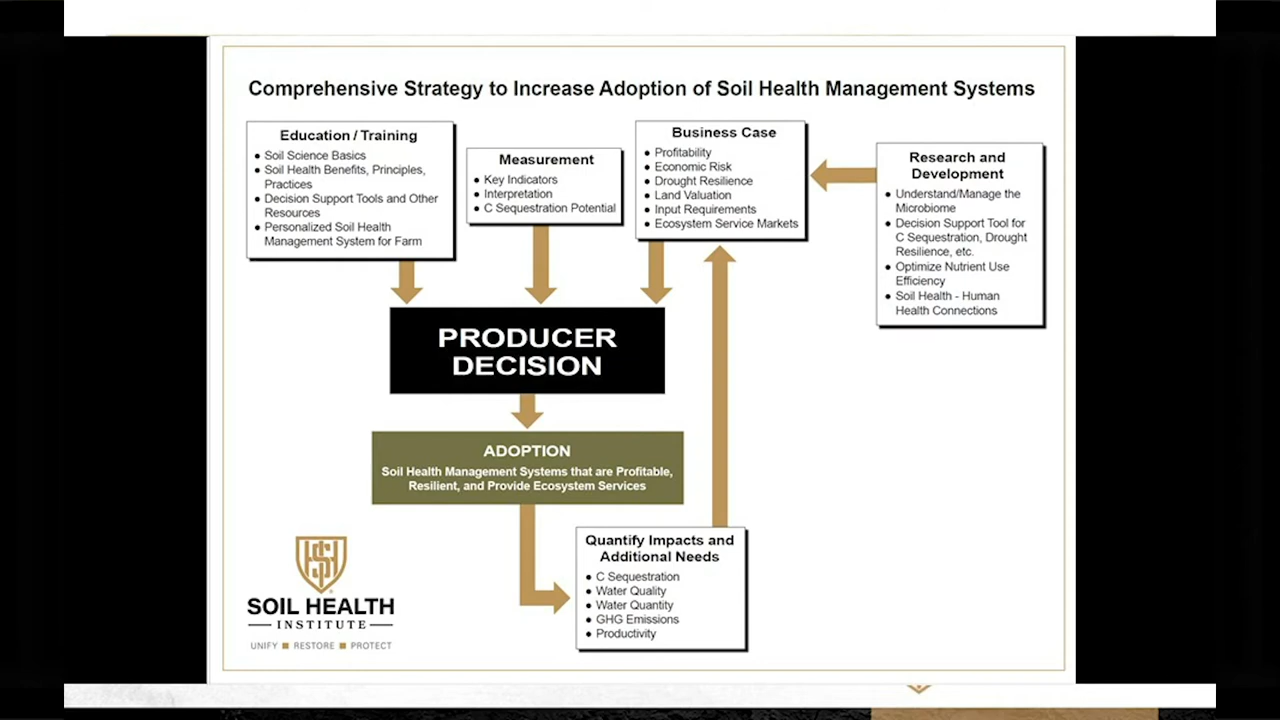 Comprehensive Strategy to Increase Adoption of Soil Health Management Systems
Education / Training
● Soil Science Basics
● Soil Health Benefits, Principles,
Practices
● Decision Support Tools and Other
Resources
● Personalized Soil Health
Management System for Farm
Measurement
● Key Indicators
● Interpretation
● C Sequestration Potential
Business Case
● Profitability
● Economic Risk
● Drought Resilience
● Land Valuation
● Input Requirements
● Ecosystem Service Markets
Research and
Development
● Understand/Manage the
Microbiome
● Decision Support Tool for
C Sequestration, Drought
Resilience, etc.
● Optimize Nutrient Use
Efficiency
● Soil Health - Human
Health Connections
PRODUCER
DECISION
ADOPTION
Soil Health Management Systems that are Profitable,
Resilient, and Provide Ecosystem Services
Quantify Impacts and
Additional Needs
● C Sequestration
● Water Quality
● Water Quantity
● GHG Emissions
● Productivity
SOIL HEALTH
INSTITUTE
UNIFY ■ RESTORE ■ PROTECT